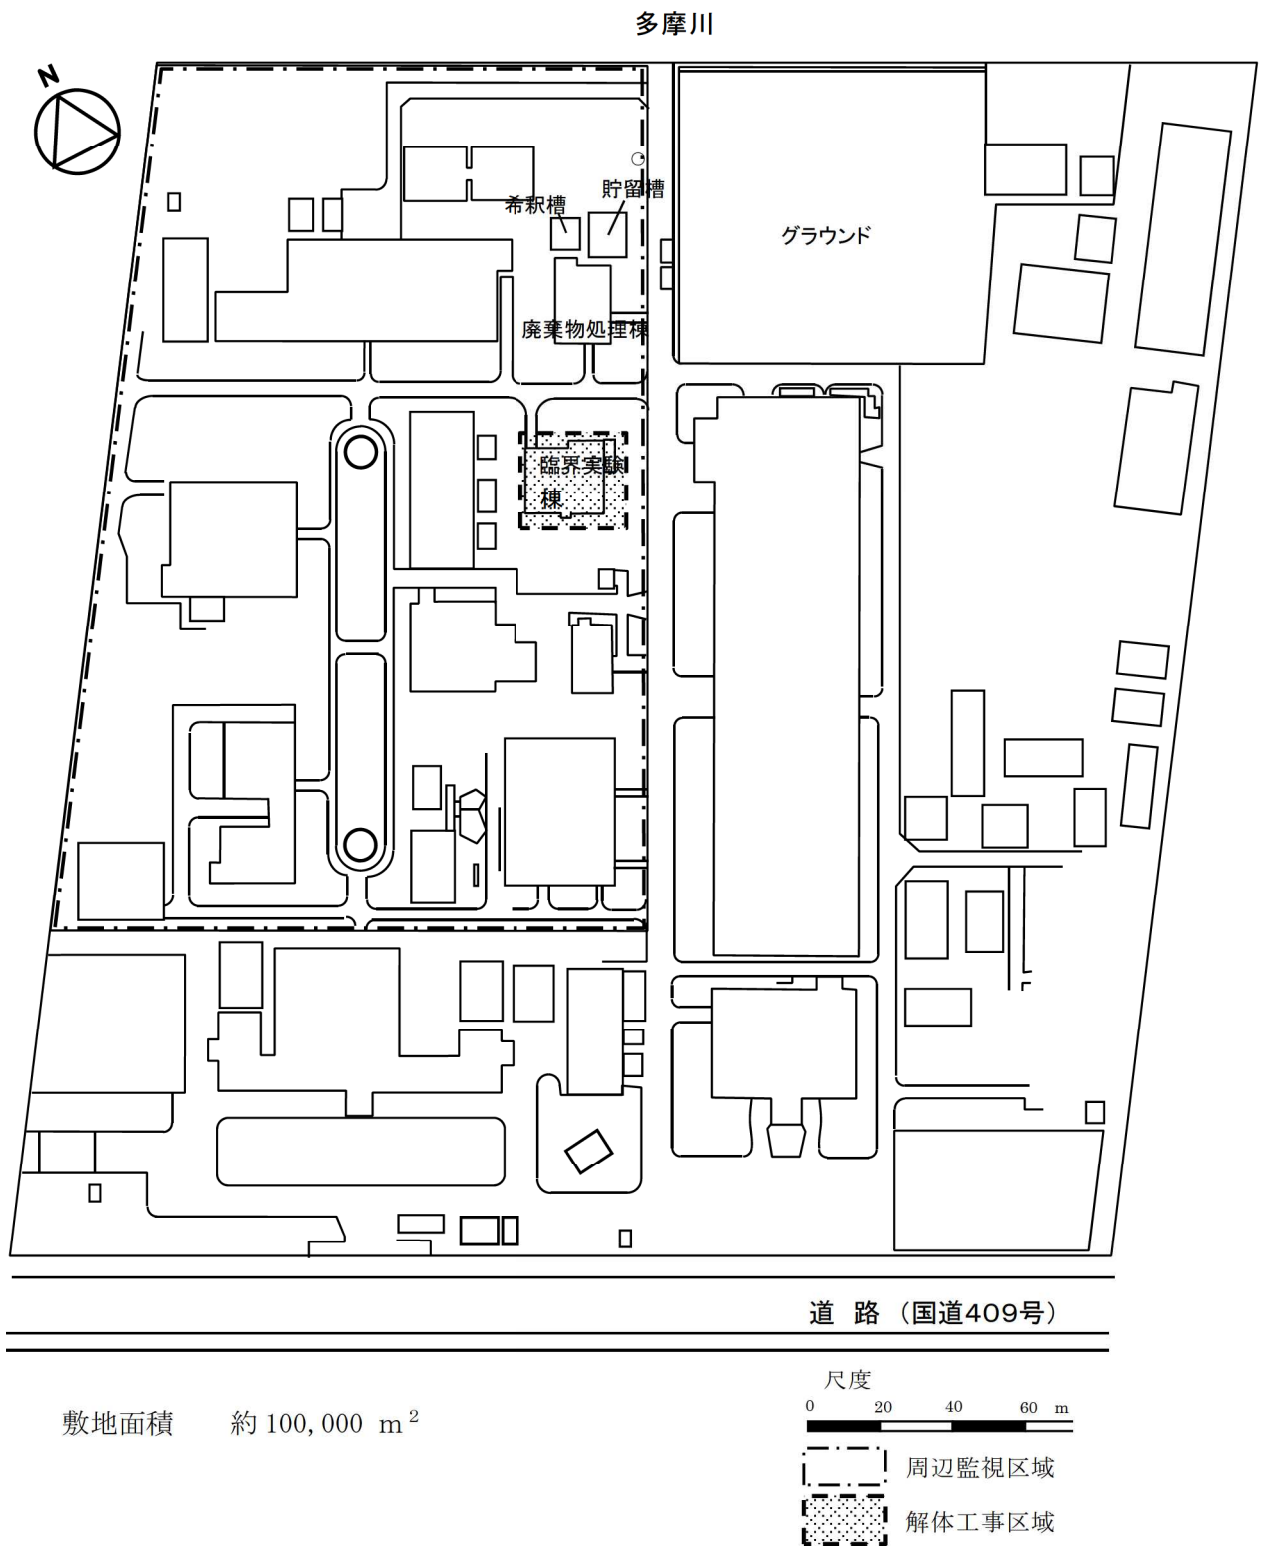 多摩川
N
貯留槽
希釈槽
グラウンド
廃棄物処理棟
臨界実験
棟
道 路 （国道409号）
尺度
0 20 40 60 m
敷地面積 約100,000 m²
周辺監視区域
解体工事区域